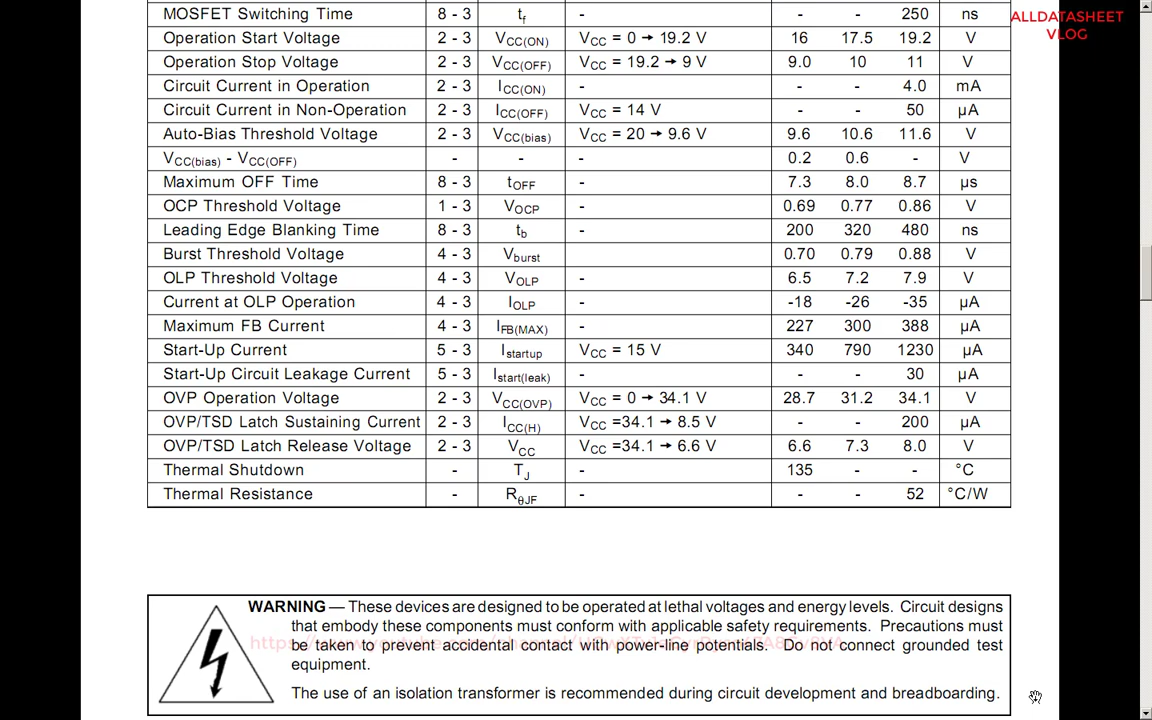 MOSFET Switching Time 8 - 3 tf - - - 250 ns
ALLDATASHEET
VLOG
Operation Start Voltage 2 - 3 VCC(ON) VCC = 0 → 19.2 V 16 17.5 19.2 V
Operation Stop Voltage 2 - 3 VCC(OFF) VCC = 19.2 → 9 V 9.0 10 11 V
Circuit Current in Operation 2 - 3 ICC(ON) - - - 4.0 mA
Circuit Current in Non-Operation 2 - 3 ICC(OFF) VCC = 14 V - - 50 µA
Auto-Bias Threshold Voltage 2 - 3 VCC(bias) VCC = 20 → 9.6 V 9.6 10.6 11.6 V
VCC(bias) - VCC(OFF) - - - 0.2 0.6 - V
Maximum OFF Time 8 - 3 tOFF - 7.3 8.0 8.7 µs
OCP Threshold Voltage 1 - 3 VOCP - 0.69 0.77 0.86 V
Leading Edge Blanking Time 8 - 3 tb - 200 320 480 ns
Burst Threshold Voltage 4 - 3 Vburst 0.70 0.79 0.88 V
OLP Threshold Voltage 4 - 3 VOLP - 6.5 7.2 7.9 V
Current at OLP Operation 4 - 3 IOLP - -18 -26 -35 µA
Maximum FB Current 4 - 3 IFB(MAX) - 227 300 388 µA
Start-Up Current 5 - 3 Istartup VCC = 15 V 340 790 1230 µA
Start-Up Circuit Leakage Current 5 - 3 Istart(leak) - - - 30 µA
OVP Operation Voltage 2 - 3 VCC(OVP) VCC = 0 → 34.1 V 28.7 31.2 34.1 V
OVP/TSD Latch Sustaining Current 2 - 3 ICC(H) VCC =34.1 → 8.5 V - - 200 µA
OVP/TSD Latch Release Voltage 2 - 3 VCC VCC =34.1 → 6.6 V 6.6 7.3 8.0 V
Thermal Shutdown - TJ - 135 - - °C
Thermal Resistance - RθJF - - - 52 °C/W
WARNING — These devices are designed to be operated at lethal voltages and energy levels. Circuit designs
that embody these components must conform with applicable safety requirements. Precautions must
be taken to prevent accidental contact with power-line potentials. Do not connect grounded test
equipment.
The use of an isolation transformer is recommended during circuit development and breadboarding.